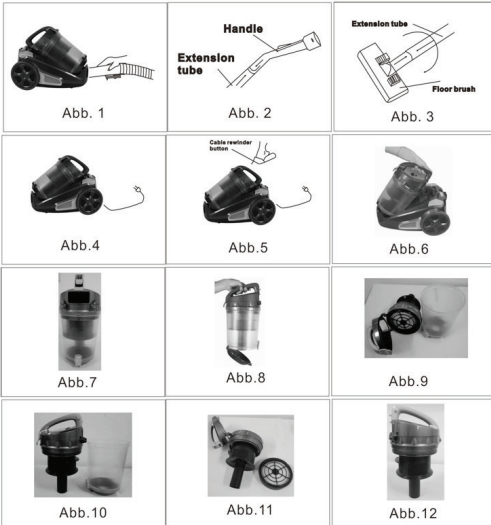 Abb. 1
Handle
Extension
tube
Abb. 2
Extension tube
Floor brush
Abb. 3
Abb.4
Cable rewinder
button
Abb.5
Abb.6
Abb.7
Abb.8
Abb.9
Abb.10
Abb.11
Abb.12